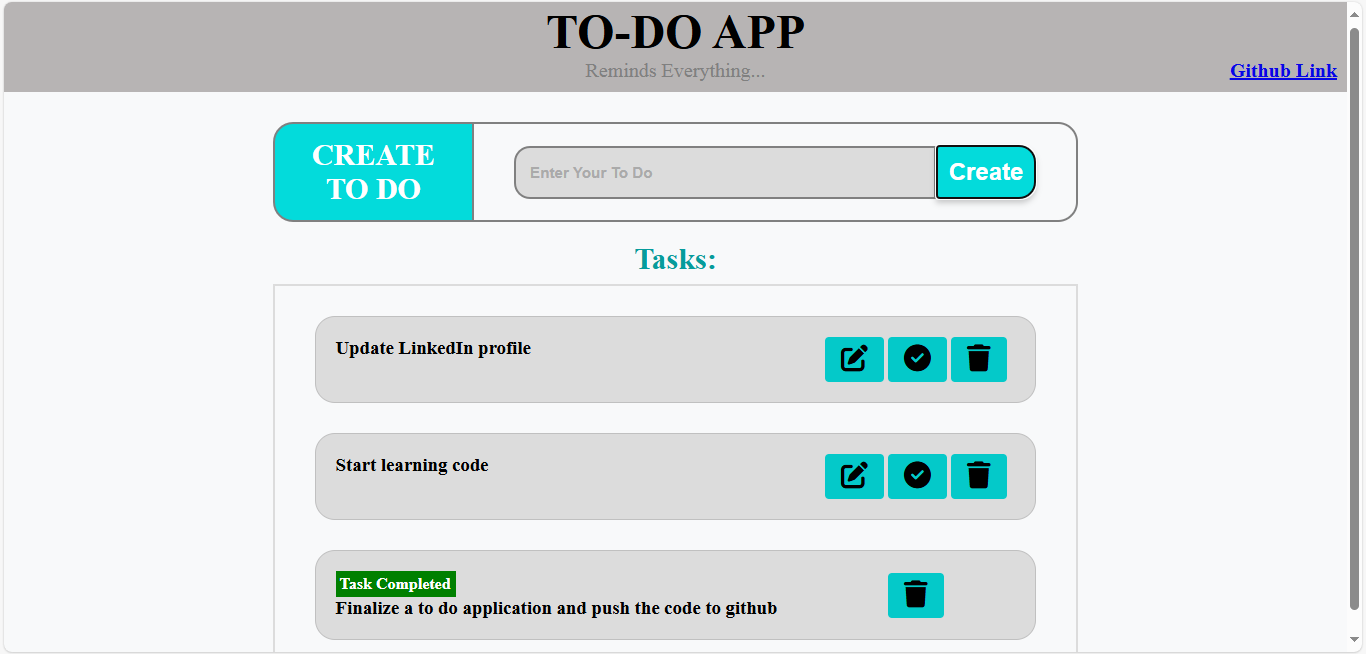 TO-DO APP
Reminds Everything...
Github Link
CREATE
TO DO
Enter Your To Do
Create
Tasks:
Update LinkedIn profile
Start learning code
Task Completed
Finalize a to do application and push the code to github